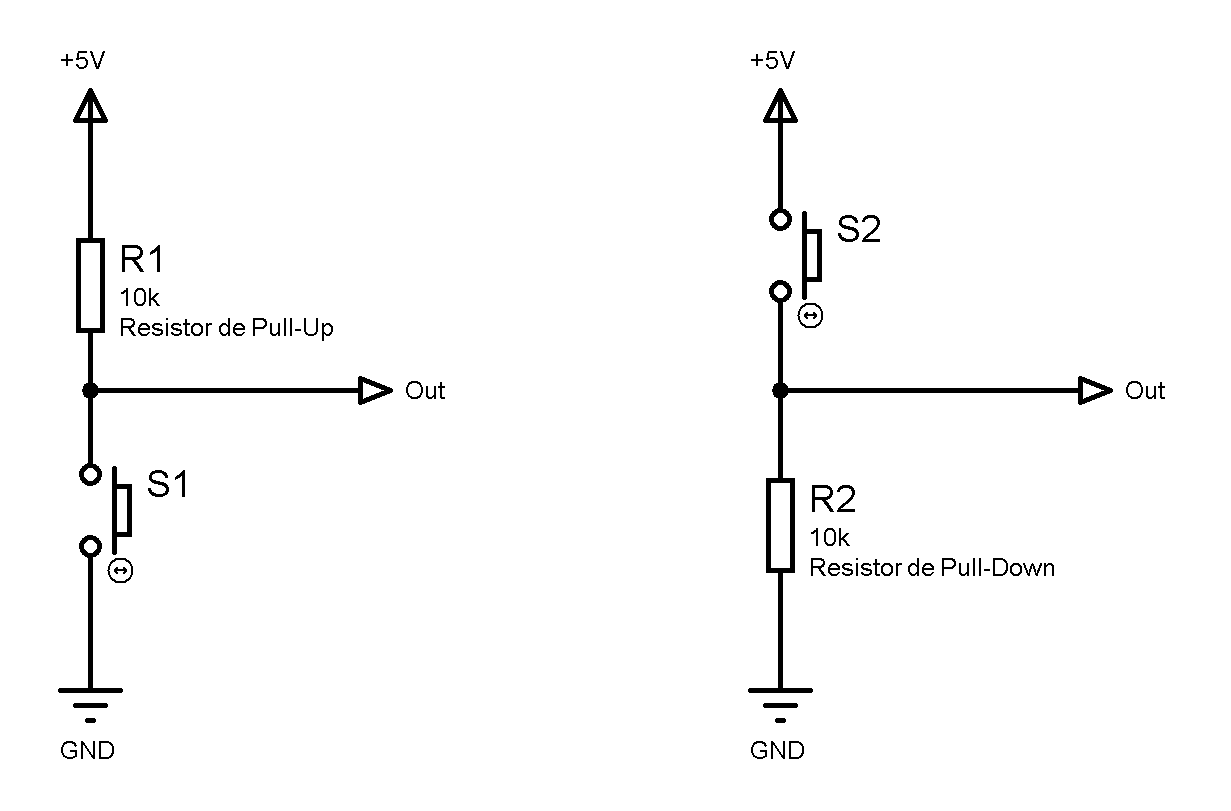 +5V
R1
10k
Resistor de Pull-Up
Out
S1
GND
+5V
S2
Out
R2
10k
Resistor de Pull-Down
GND